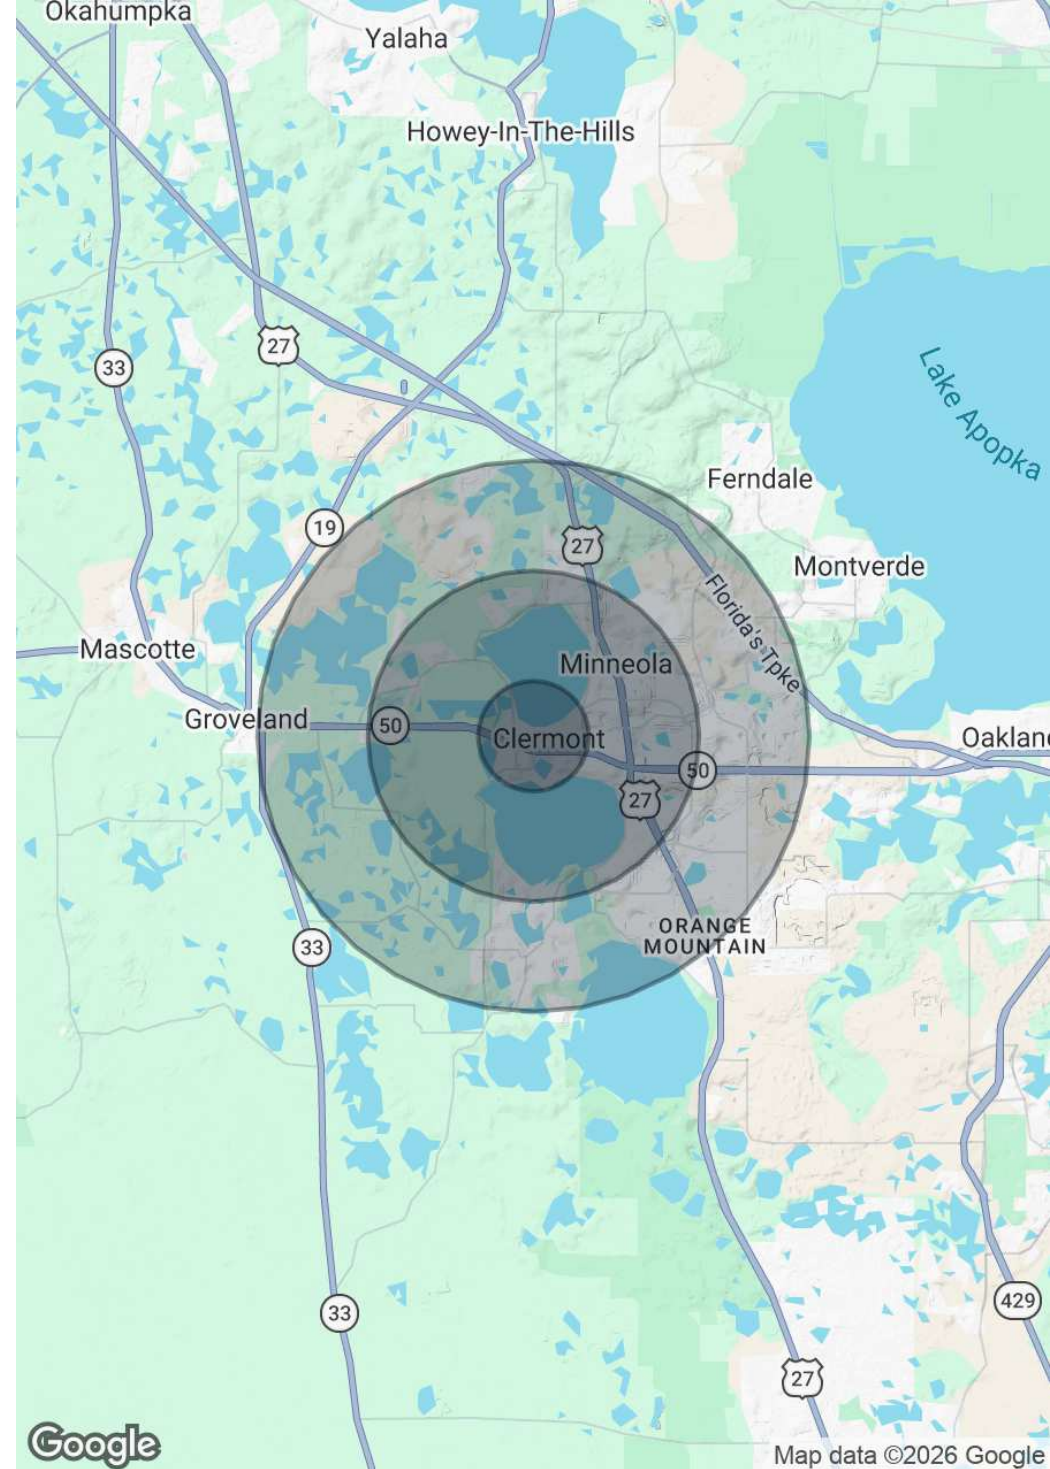 Okahumpka
Yalaha
Howey-In-The-Hills
27
33
Lake Apopka
Ferndale
19
27
Montverde
Florida's Tpke
Mascotte
Minneola
Groveland
50
Clermont
Oaklan
50
27
ORANGE
MOUNTAIN
33
429
33
27
Google
Map data ©2026 Google